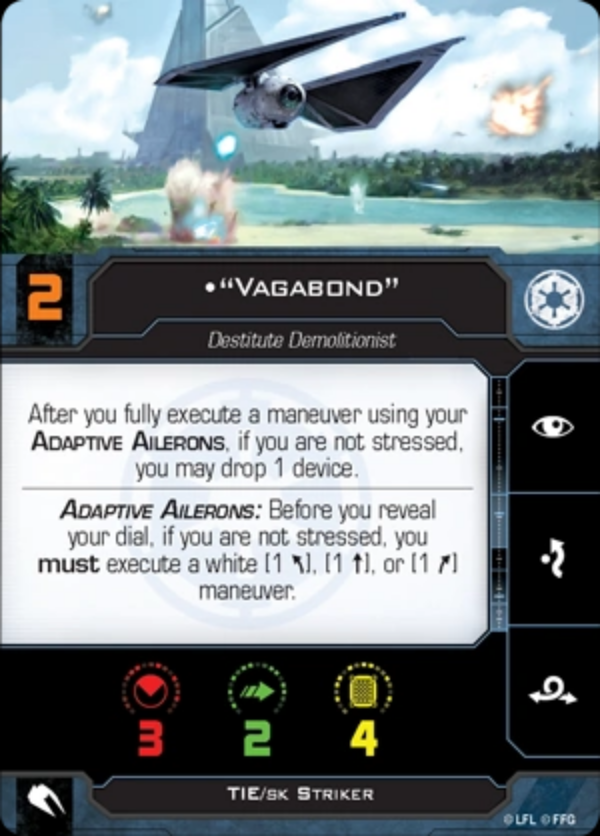 2
•“Vagabond”
Destitute Demolitionist
After you fully execute a maneuver using your
Adaptive Ailerons, if you are not stressed,
you may drop 1 device.
Adaptive Ailerons: Before you reveal
your dial, if you are not stressed, you
must execute a white [1 ↖], [1 ↑], or [1 ↗]
maneuver.
3 2 4
TIE/sk Striker
© LFL © FFG